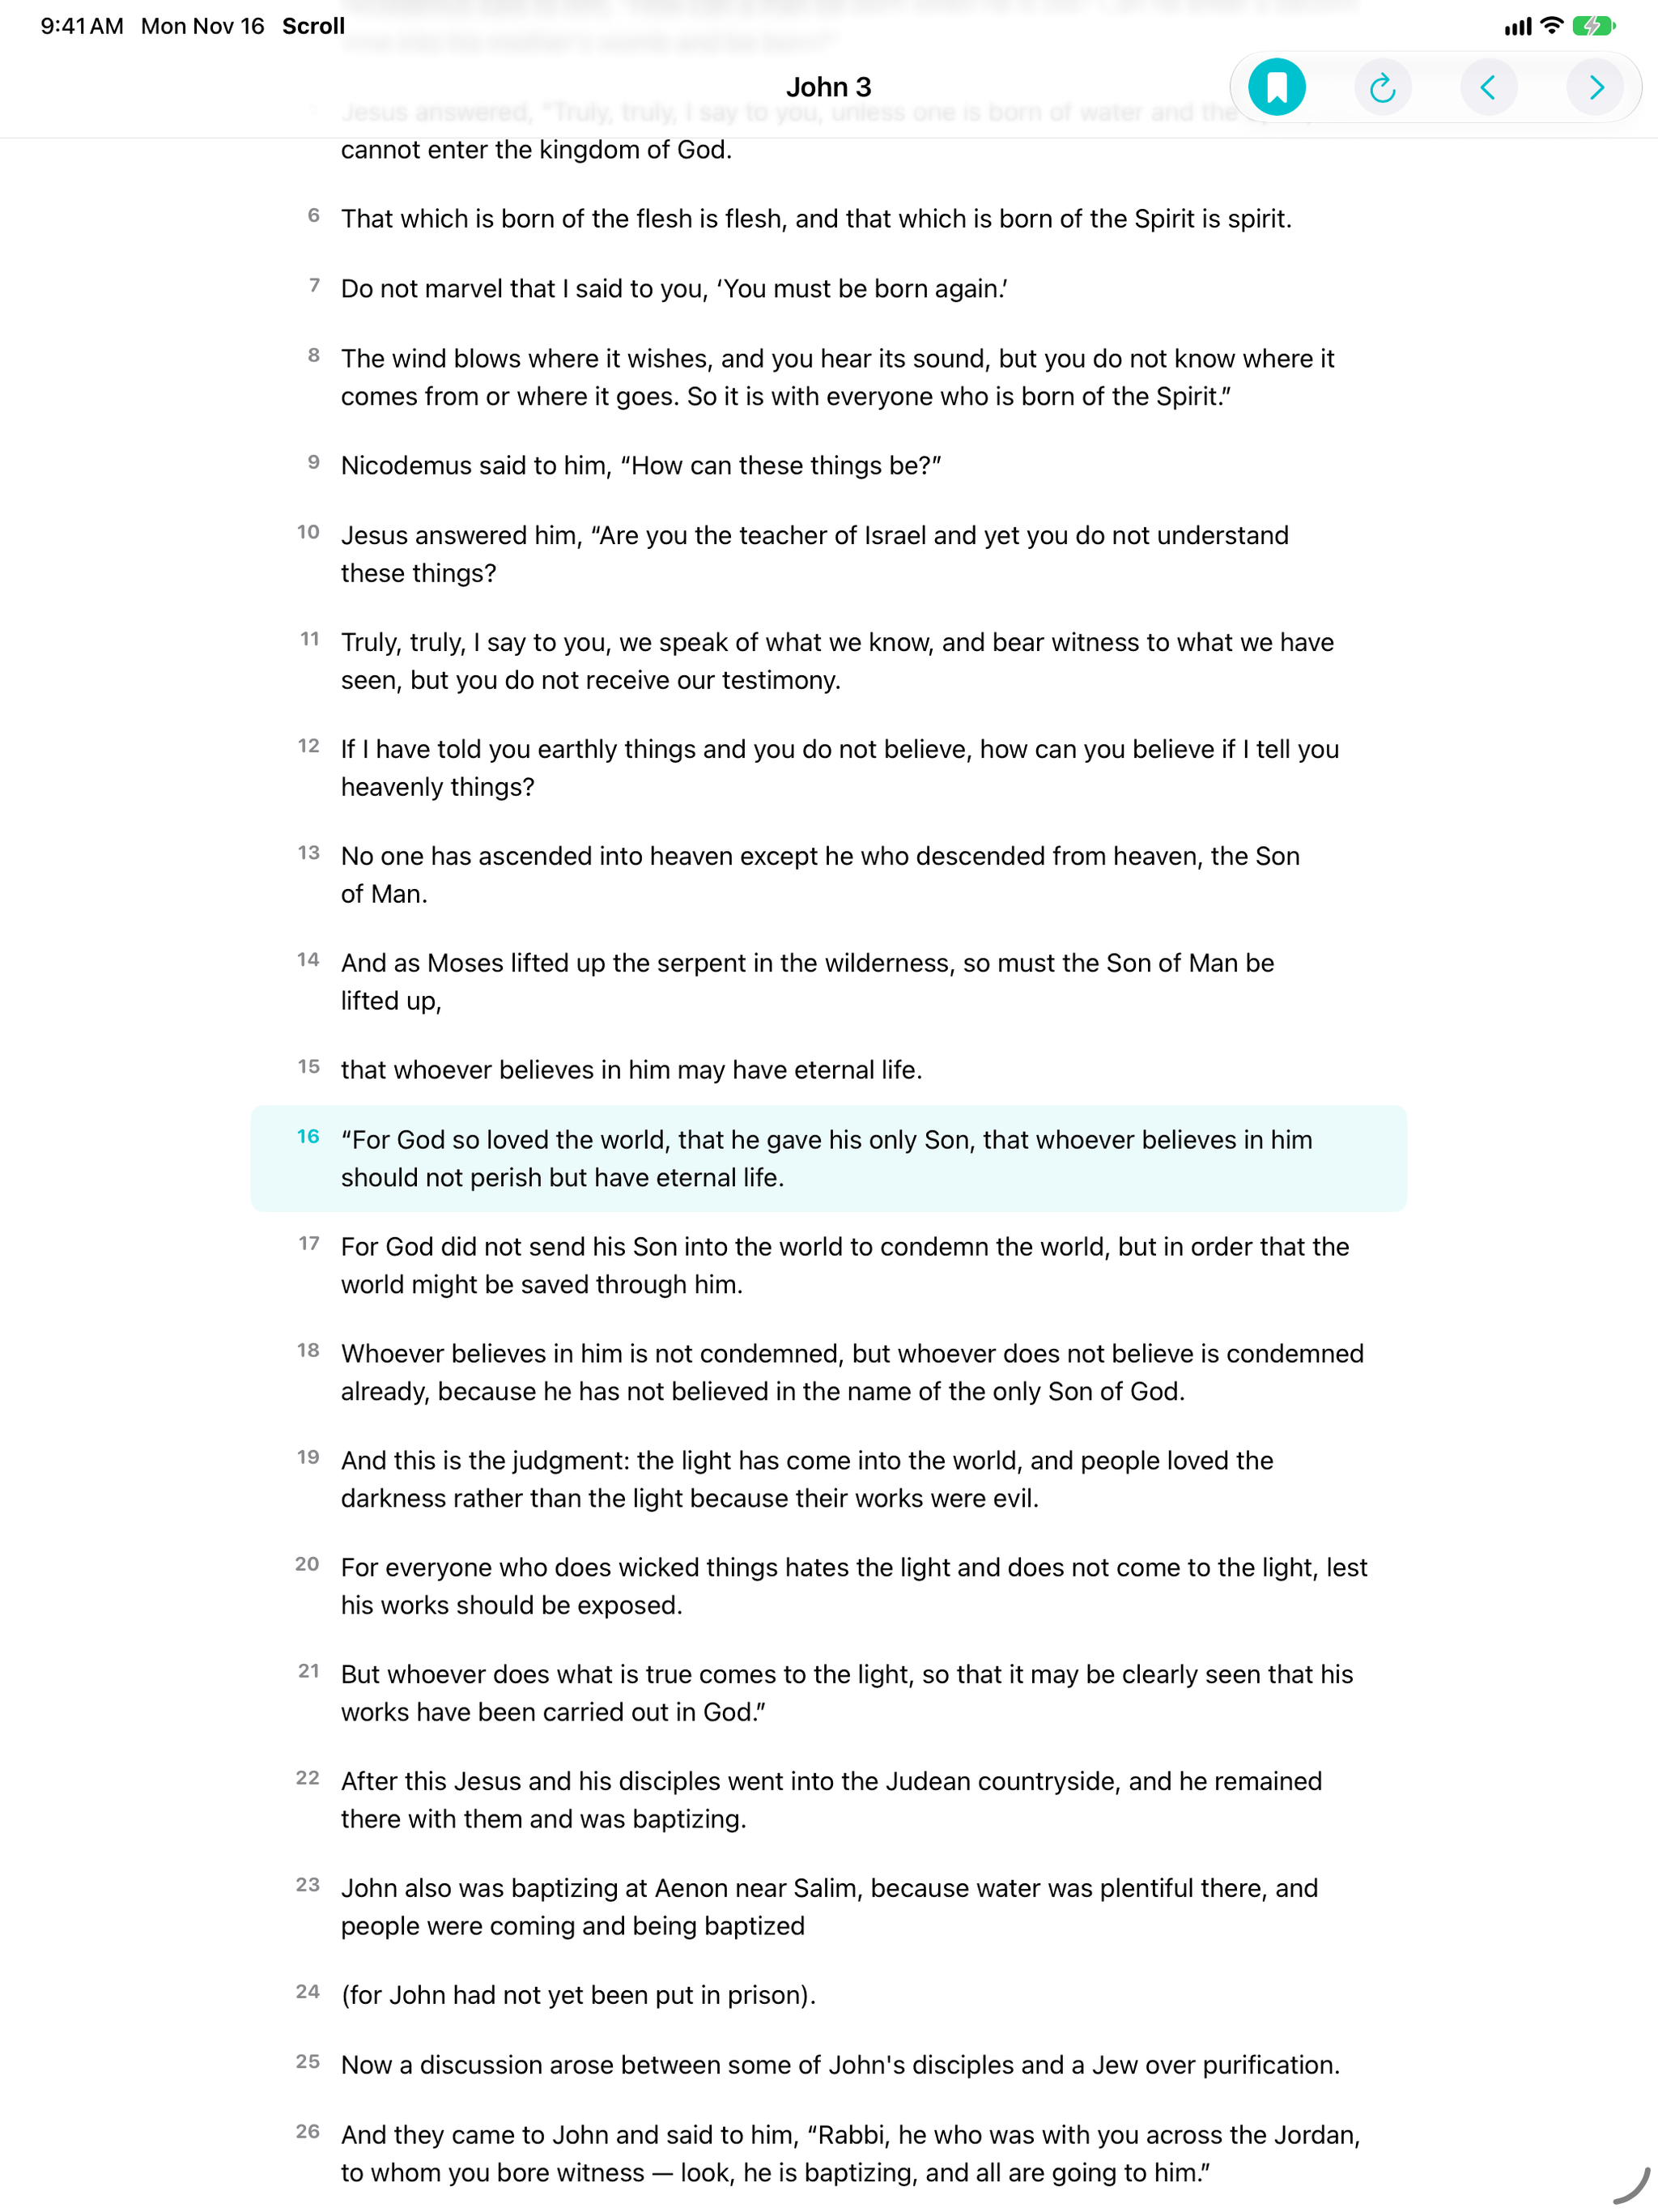 9:41 AM Mon Nov 16 Scroll
John 3
Jesus answered, “Truly, truly, I say to you, unless one is born of water and the
cannot enter the kingdom of God.
6 That which is born of the flesh is flesh, and that which is born of the Spirit is spirit.
7 Do not marvel that I said to you, ‘You must be born again.’
8 The wind blows where it wishes, and you hear its sound, but you do not know where it
comes from or where it goes. So it is with everyone who is born of the Spirit.”
9 Nicodemus said to him, “How can these things be?”
10 Jesus answered him, “Are you the teacher of Israel and yet you do not understand
these things?
11 Truly, truly, I say to you, we speak of what we know, and bear witness to what we have
seen, but you do not receive our testimony.
12 If I have told you earthly things and you do not believe, how can you believe if I tell you
heavenly things?
13 No one has ascended into heaven except he who descended from heaven, the Son
of Man.
14 And as Moses lifted up the serpent in the wilderness, so must the Son of Man be
lifted up,
15 that whoever believes in him may have eternal life.
16 “For God so loved the world, that he gave his only Son, that whoever believes in him
should not perish but have eternal life.
17 For God did not send his Son into the world to condemn the world, but in order that the
world might be saved through him.
18 Whoever believes in him is not condemned, but whoever does not believe is condemned
already, because he has not believed in the name of the only Son of God.
19 And this is the judgment: the light has come into the world, and people loved the
darkness rather than the light because their works were evil.
20 For everyone who does wicked things hates the light and does not come to the light, lest
his works should be exposed.
21 But whoever does what is true comes to the light, so that it may be clearly seen that his
works have been carried out in God.”
22 After this Jesus and his disciples went into the Judean countryside, and he remained
there with them and was baptizing.
23 John also was baptizing at Aenon near Salim, because water was plentiful there, and
people were coming and being baptized
24 (for John had not yet been put in prison).
25 Now a discussion arose between some of John's disciples and a Jew over purification.
26 And they came to John and said to him, “Rabbi, he who was with you across the Jordan,
to whom you bore witness — look, he is baptizing, and all are going to him.”